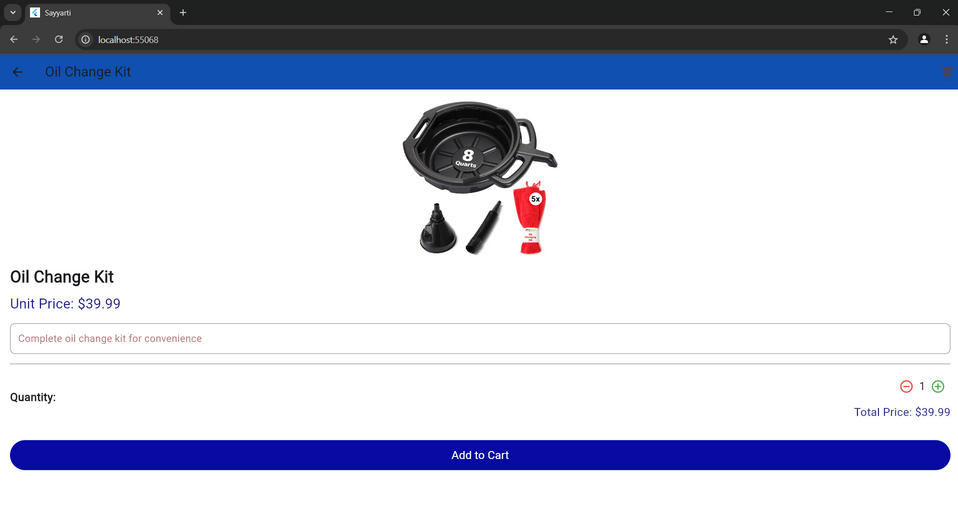 Sayyarti
localhost:55068
Oil Change Kit
8
Quarts
5x
Oil Change Kit
Unit Price: $39.99
Complete oil change kit for convenience
1
Quantity:
Total Price: $39.99
Add to Cart